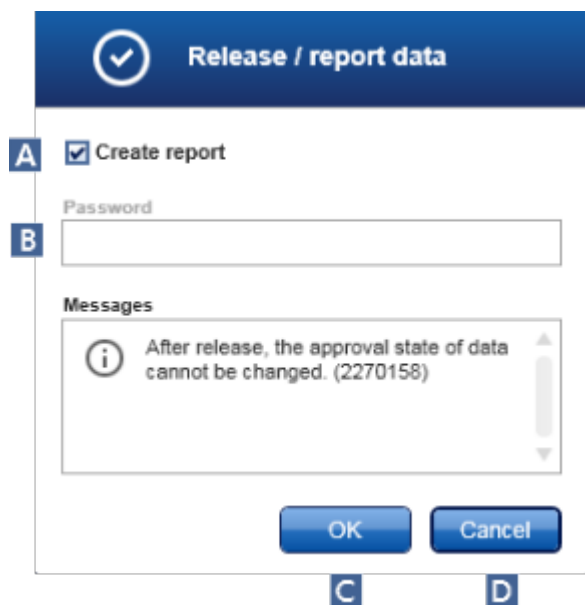 Release / report data
A
Create report
Password
B
Messages
After release, the approval state of data
cannot be changed. (2270158)
OK
Cancel
C
D